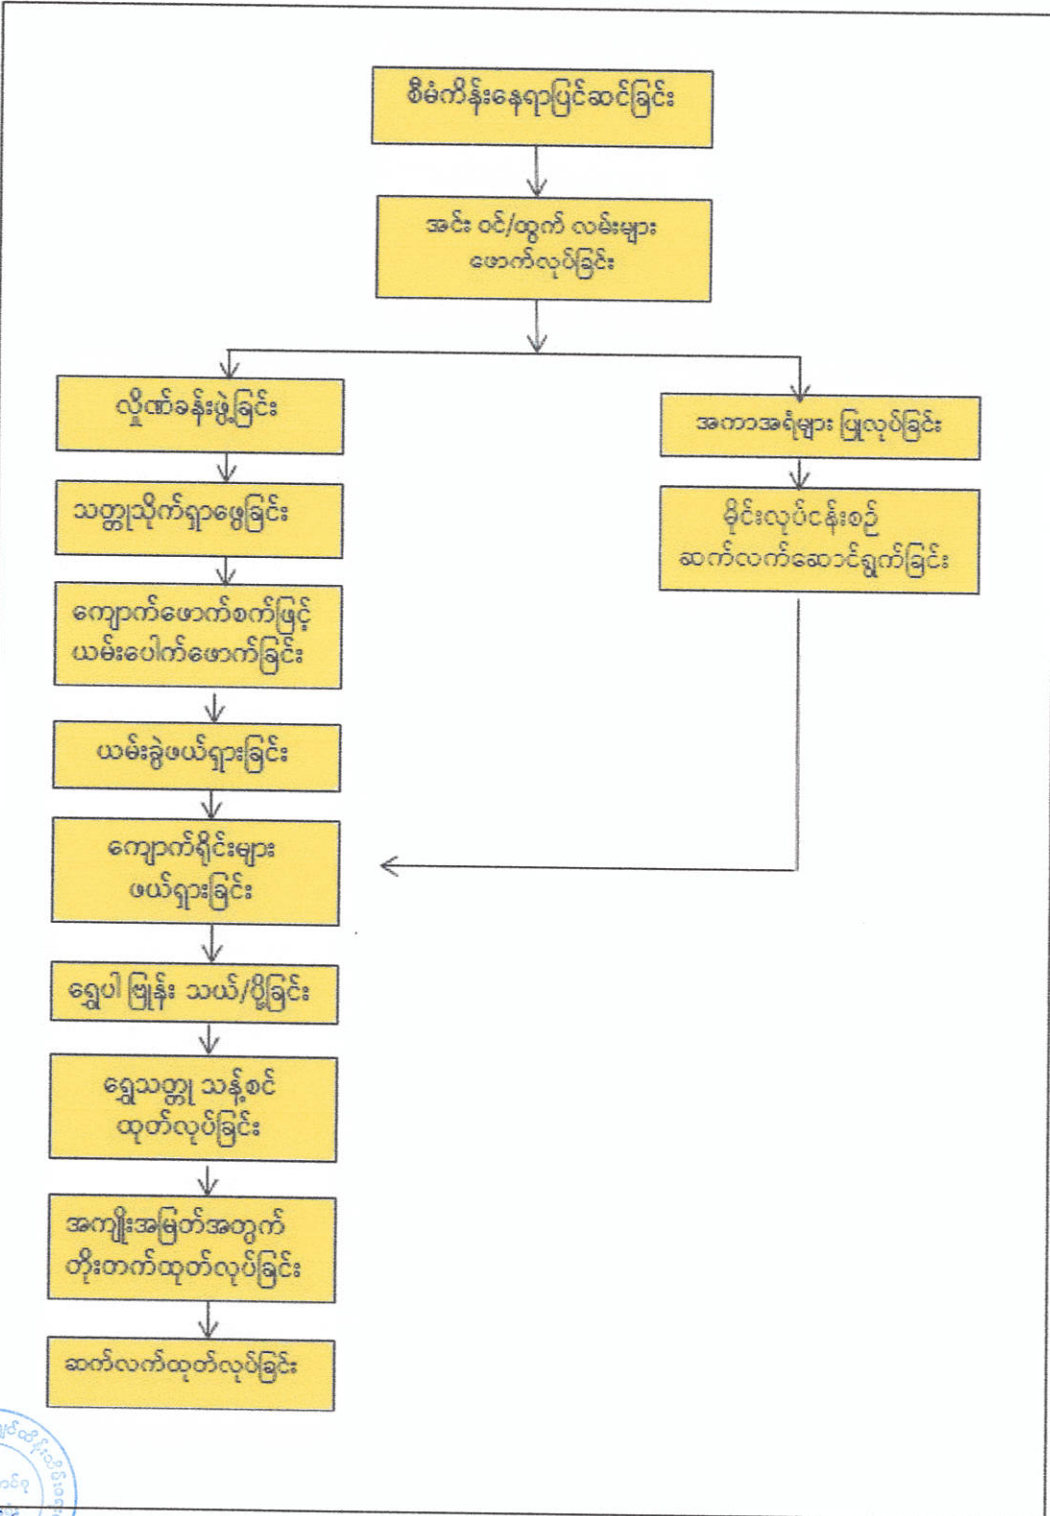 စီမံကိန်းနေရာပြင်ဆင်ခြင်း
အင်း ဝင်/ထွက် လမ်းများ
ဖောက်လုပ်ခြင်း
လှိုဏ်ခန်းဖွဲ့ခြင်း
အကာအရံများ ပြုလုပ်ခြင်း
သတ္တုသိုက်ရှာဖွေခြင်း
မိုင်းလုပ်ငန်းစဉ်
ဆက်လက်ဆောင်ရွက်ခြင်း
ကျောက်ဖောက်စက်ဖြင့်
ယမ်းပေါက်ဖောက်ခြင်း
ယမ်းခွဲဖယ်ရှားခြင်း
ကျောက်ရိုင်းများ
ဖယ်ရှားခြင်း
ရွှေပါ ဗြုန်း သယ်/ပို့ခြင်း
ရွှေသတ္တု သန့်စင်
ထုတ်လုပ်ခြင်း
အကျိုးအမြတ်အတွက်
တိုးတက်ထုတ်လုပ်ခြင်း
ဆက်လက်ထုတ်လုပ်ခြင်း